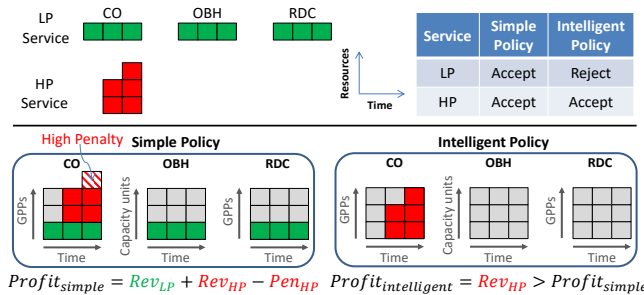 LP Service
CO
OBH
RDC
HP Service
Resources
Time
Service
Simple Policy
Intelligent Policy
LP
Accept
Reject
HP
Accept
Accept
High Penalty
Simple Policy
CO
OBH
RDC
GPPs
Time
Capacity units
Time
GPPs
Time
Intelligent Policy
CO
OBH
RDC
GPPs
Time
Capacity units
Time
GPPs
Time
Profit_simple = Rev_LP + Rev_HP − Pen_HP
Profit_intelligent = Rev_HP > Profit_simple